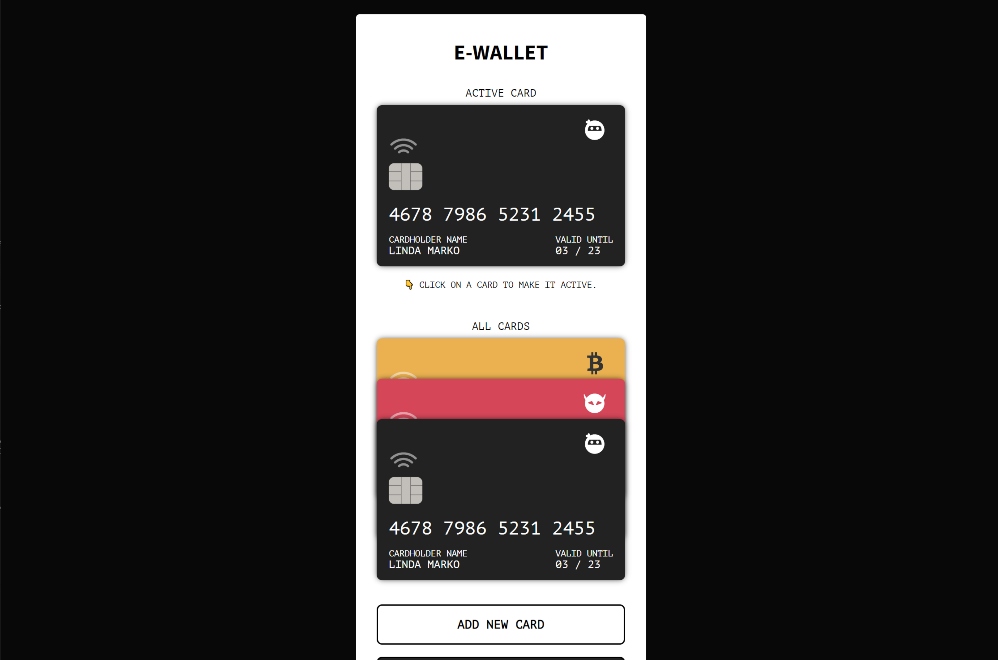 E-WALLET
ACTIVE CARD
4678 7986 5231 2455
CARDHOLDER NAME VALID UNTIL
LINDA MARKO 03 / 23
👇 CLICK ON A CARD TO MAKE IT ACTIVE.
ALL CARDS
4678 7986 5231 2455
CARDHOLDER NAME VALID UNTIL
LINDA MARKO 03 / 23
ADD NEW CARD